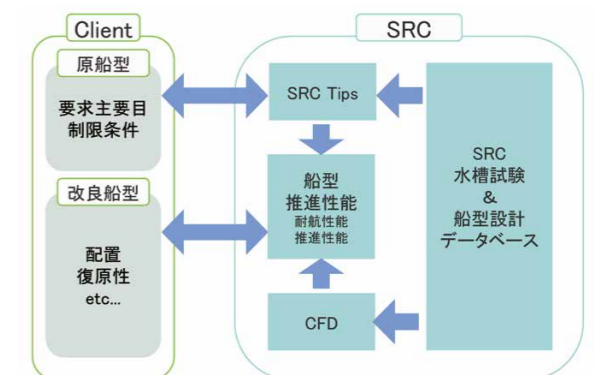 Client
原船型
要求主要目
制限条件
改良船型
配置
復原性
etc...
SRC
SRC Tips
船型
推進性能
耐航性能
推進性能
CFD
SRC
水槽試験
&
船型設計
データベース